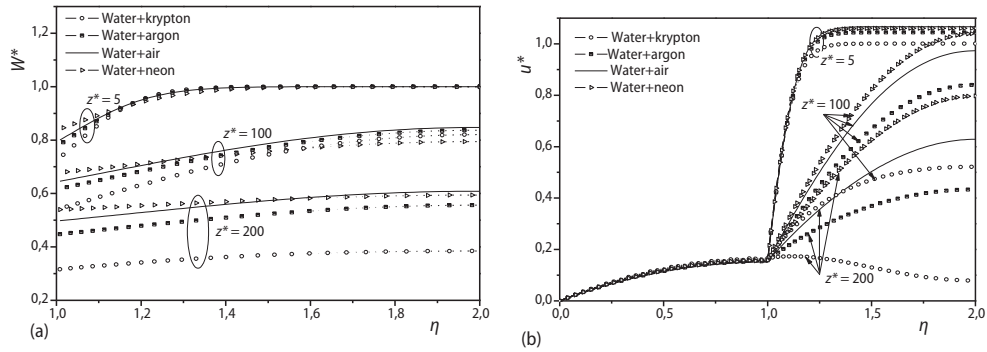 W*
1,2
1,0
0,8
0,6
0,4
0,2
Water+krypton
Water+argon
Water+air
Water+neon
z* = 5
z* = 100
z* = 200
1,0
1,2
1,4
1,6
1,8
2,0
η
(a)
u*
1,0
0,8
0,6
0,4
0,2
0,0
Water+krypton
Water+argon
Water+air
Water+neon
z* = 5
z* = 100
z* = 200
0,0
0,5
1,0
1,5
2,0
η
(b)